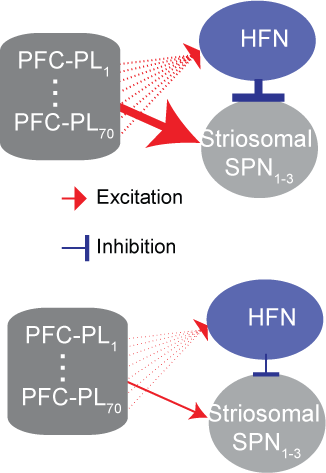 PFC-PL1
HFN
PFC-PL70
Striosomal
SPN1-3
Excitation
Inhibition
PFC-PL1
HFN
PFC-PL70
Striosomal
SPN1-3